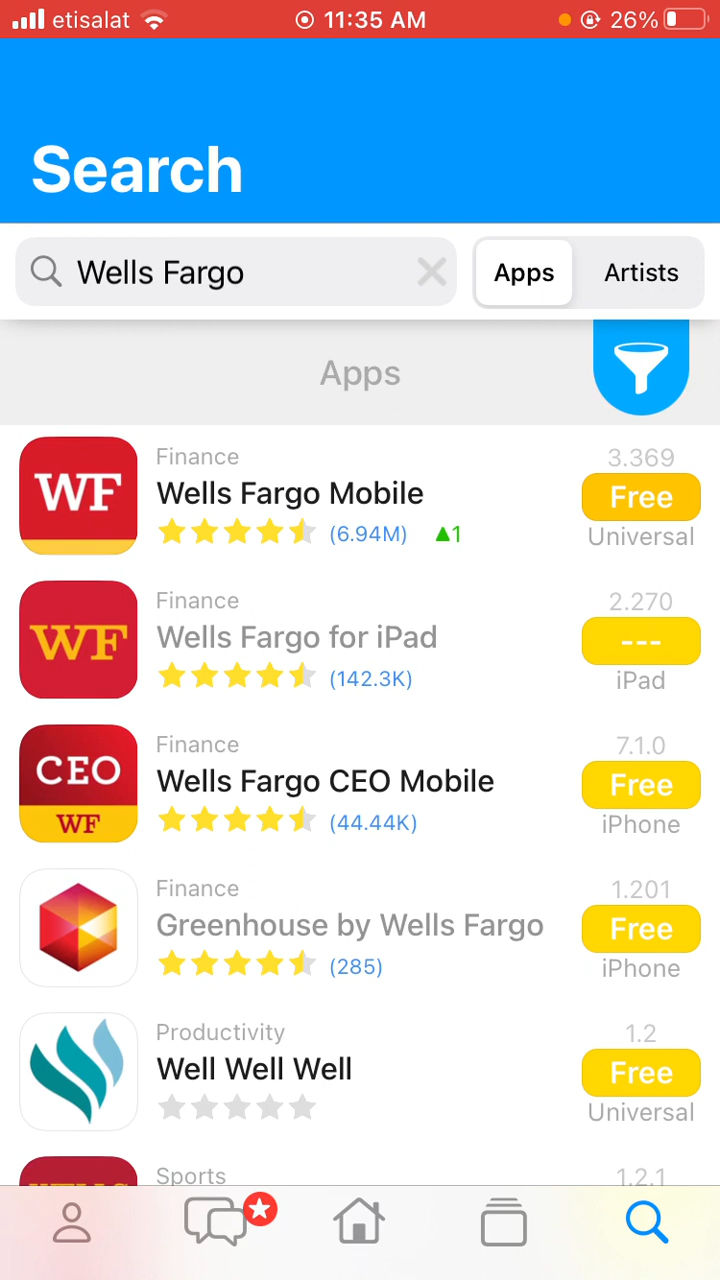 etisalat 11:35 AM 26%
Search
Wells Fargo Apps Artists
Apps
WF Finance 3.369
Wells Fargo Mobile Free
(6.94M) ▲1 Universal
WF Finance 2.270
Wells Fargo for iPad ---
(142.3K) iPad
CEO Finance 7.1.0
WF Wells Fargo CEO Mobile Free
(44.44K) iPhone
Finance 1.201
Greenhouse by Wells Fargo Free
(285) iPhone
Productivity 1.2
Well Well Well Free
Universal
WELLS Sports 1.2.1